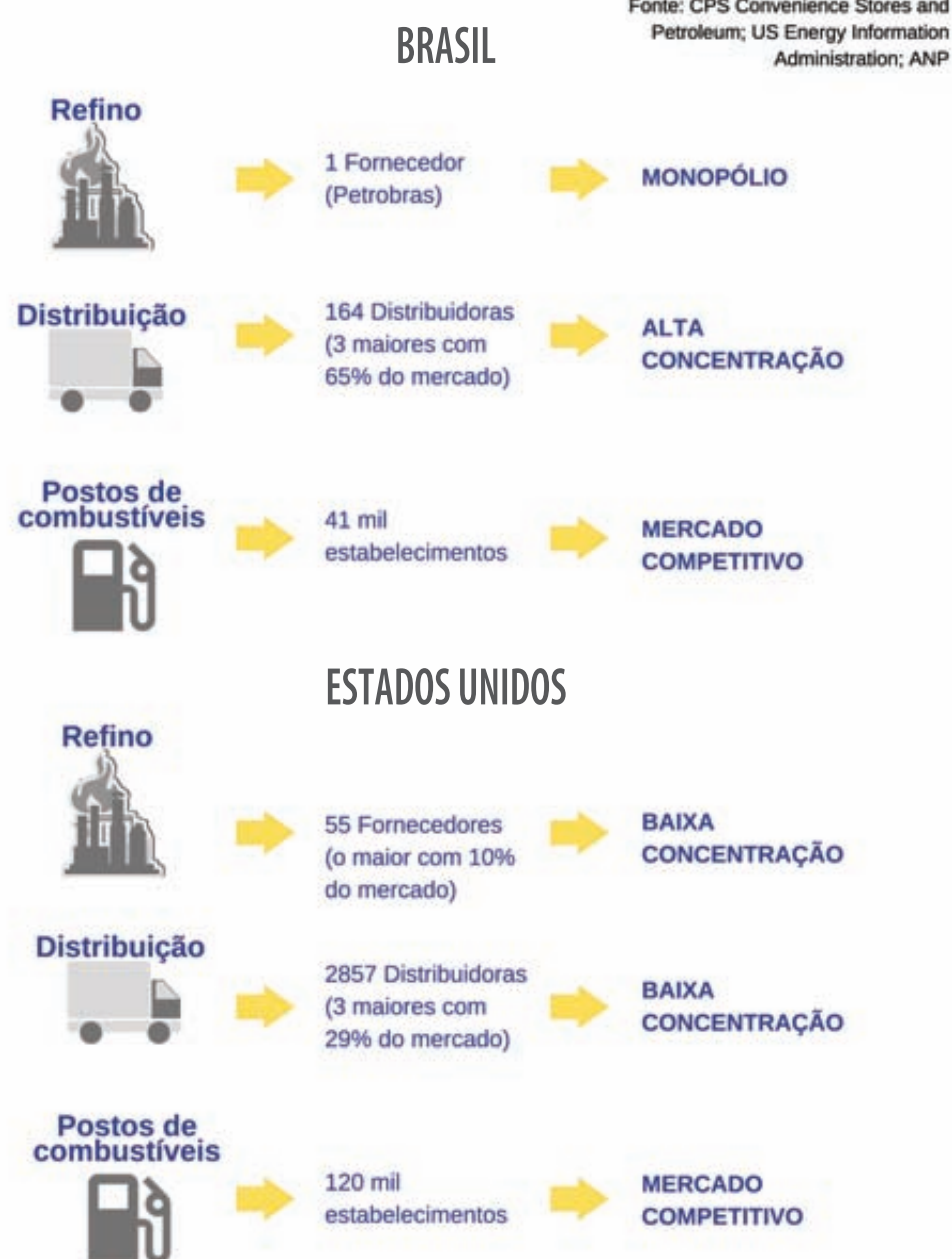 Fonte: CPS Convenience Stores and
Petroleum; US Energy Information
Administration; ANP
BRASIL
Refino
1 Fornecedor
(Petrobras)
MONOPÓLIO
Distribuição
164 Distribuidoras
(3 maiores com
65% do mercado)
ALTA
CONCENTRAÇÃO
Postos de
combustíveis
41 mil
estabelecimentos
MERCADO
COMPETITIVO
ESTADOS UNIDOS
Refino
55 Fornecedores
(o maior com 10%
do mercado)
BAIXA
CONCENTRAÇÃO
Distribuição
2857 Distribuidoras
(3 maiores com
29% do mercado)
BAIXA
CONCENTRAÇÃO
Postos de
combustíveis
120 mil
estabelecimentos
MERCADO
COMPETITIVO